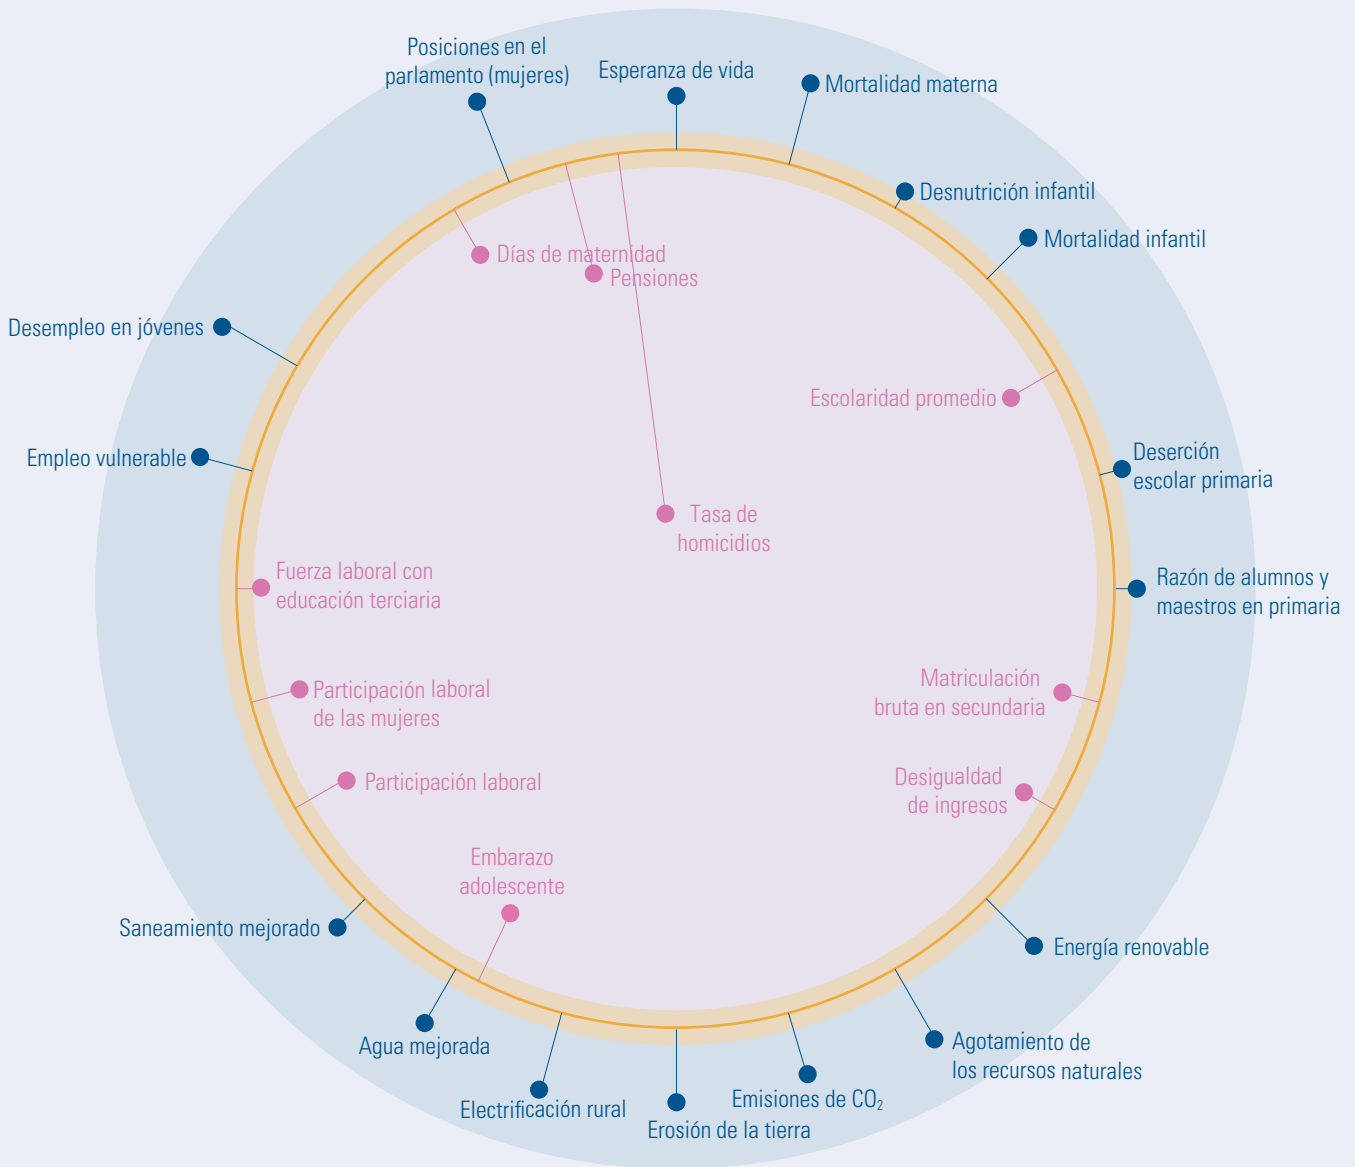 Posiciones en el
parlamento (mujeres)
Esperanza de vida
Mortalidad materna
Desnutrición infantil
Mortalidad infantil
Días de maternidad
Pensiones
Desempleo en jóvenes
Escolaridad promedio
Empleo vulnerable
Deserción
escolar primaria
Tasa de
homicidios
Fuerza laboral con
educación terciaria
Razón de alumnos y
maestros en primaria
Participación laboral
de las mujeres
Matriculación
bruta en secundaria
Participación laboral
Desigualdad
de ingresos
Embarazo
adolescente
Saneamiento mejorado
Energía renovable
Agua mejorada
Agotamiento de
los recursos naturales
Electrificación rural
Emisiones de CO₂
Erosión de la tierra